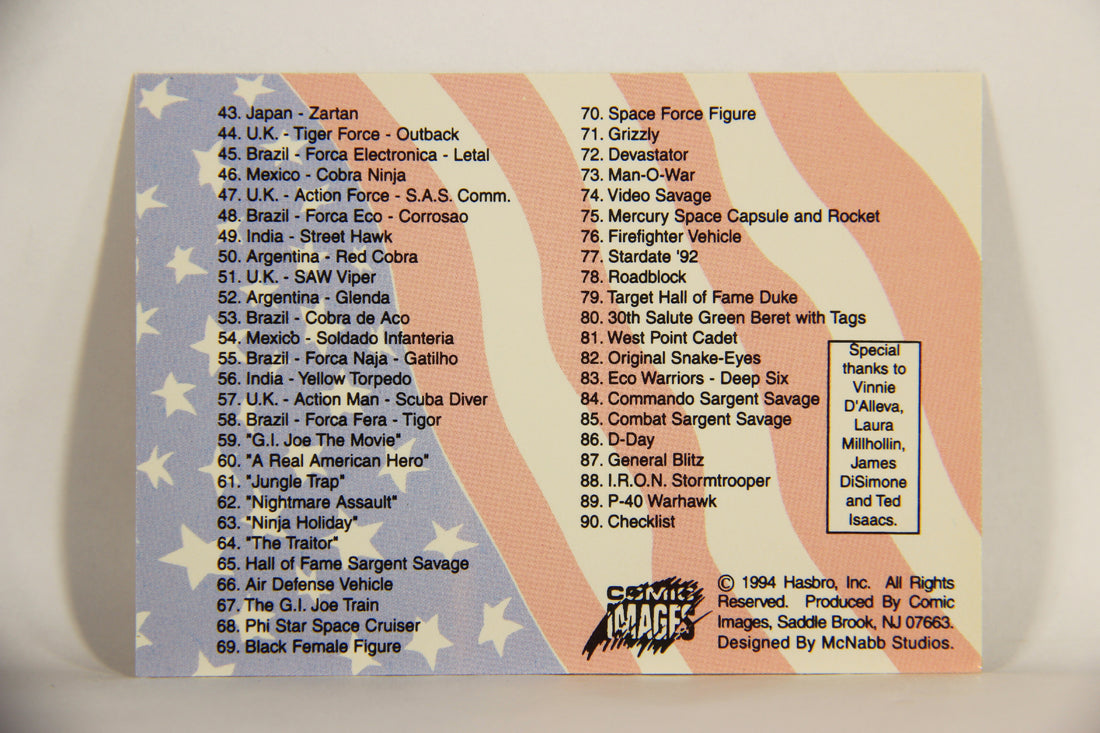 43. Japan - Zartan
44. U.K. - Tiger Force - Outback
45. Brazil - Forca Electronica - Letal
46. Mexico - Cobra Ninja
47. U.K. - Action Force - S.A.S. Comm.
48. Brazil - Forca Eco - Corrosao
49. India - Street Hawk
50. Argentina - Red Cobra
51. U.K. - SAW Viper
52. Argentina - Glenda
53. Brazil - Cobra de Aco
54. Mexico - Soldado Infanteria
55. Brazil - Forca Naja - Gatilho
56. India - Yellow Torpedo
57. U.K. - Action Man - Scuba Diver
58. Brazil - Forca Fera - Tigor
59. "G.I. Joe The Movie"
60. "A Real American Hero"
61. "Jungle Trap"
62. "Nightmare Assault"
63. "Ninja Holiday"
64. "The Traitor"
65. Hall of Fame Sargent Savage
66. Air Defense Vehicle
67. The G.I. Joe Train
68. Phi Star Space Cruiser
69. Black Female Figure
70. Space Force Figure
71. Grizzly
72. Devastator
73. Man-O-War
74. Video Savage
75. Mercury Space Capsule and Rocket
76. Firefighter Vehicle
77. Stardate '92
78. Roadblock
79. Target Hall of Fame Duke
80. 30th Salute Green Beret with Tags
81. West Point Cadet
82. Original Snake-Eyes
83. Eco Warriors - Deep Six
84. Commando Sargent Savage
85. Combat Sargent Savage
86. D-Day
87. General Blitz
88. I.R.O.N. Stormtrooper
89. P-40 Warhawk
90. Checklist
Special
thanks to
Vinnie
D'Alleva,
Laura
Millhollin,
James
DiSimone
and Ted
Isaacs.
COMIC
IMAGES
© 1994 Hasbro, Inc. All Rights
Reserved. Produced By Comic
Images, Saddle Brook, NJ 07663.
Designed By McNabb Studios.